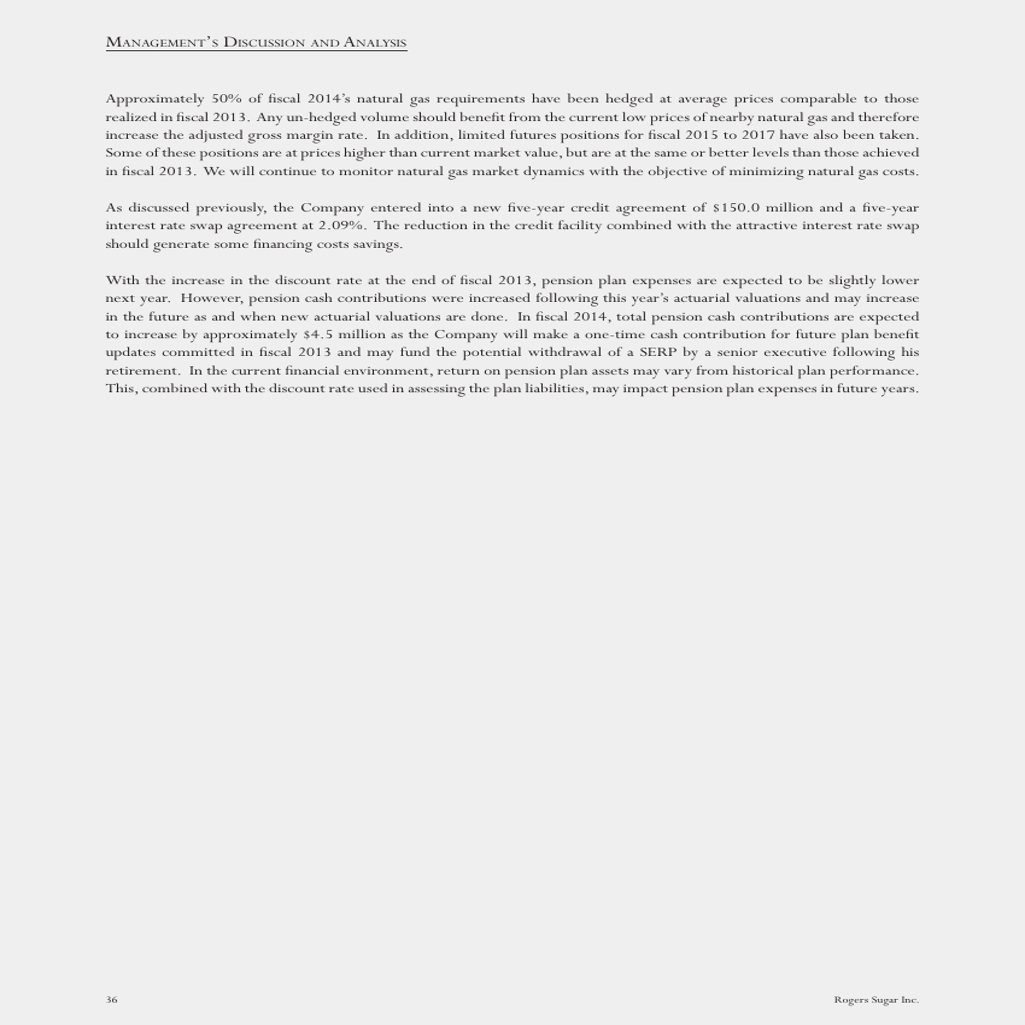 Management's Discussion and Analysis
Approximately 50% of fiscal 2014's natural gas requirements have been hedged at average prices comparable to those
realized in fiscal 2013. Any un-hedged volume should benefit from the current low prices of nearby natural gas and therefore
increase the adjusted gross margin rate. In addition, limited futures positions for fiscal 2015 to 2017 have also been taken.
Some of these positions are at prices higher than current market value, but are at the same or better levels than those achieved
in fiscal 2013. We will continue to monitor natural gas market dynamics with the objective of minimizing natural gas costs.
As discussed previously, the Company entered into a new five-year credit agreement of $150.0 million and a five-year
interest rate swap agreement at 2.09%. The reduction in the credit facility combined with the attractive interest rate swap
should generate some financing costs savings.
With the increase in the discount rate at the end of fiscal 2013, pension plan expenses are expected to be slightly lower
next year. However, pension cash contributions were increased following this year's actuarial valuations and may increase
in the future as and when new actuarial valuations are done. In fiscal 2014, total pension cash contributions are expected
to increase by approximately $4.5 million as the Company will make a one-time cash contribution for future plan benefit
updates committed in fiscal 2013 and may fund the potential withdrawal of a SERP by a senior executive following his
retirement. In the current financial environment, return on pension plan assets may vary from historical plan performance.
This, combined with the discount rate used in assessing the plan liabilities, may impact pension plan expenses in future years.
36
Rogers Sugar Inc.